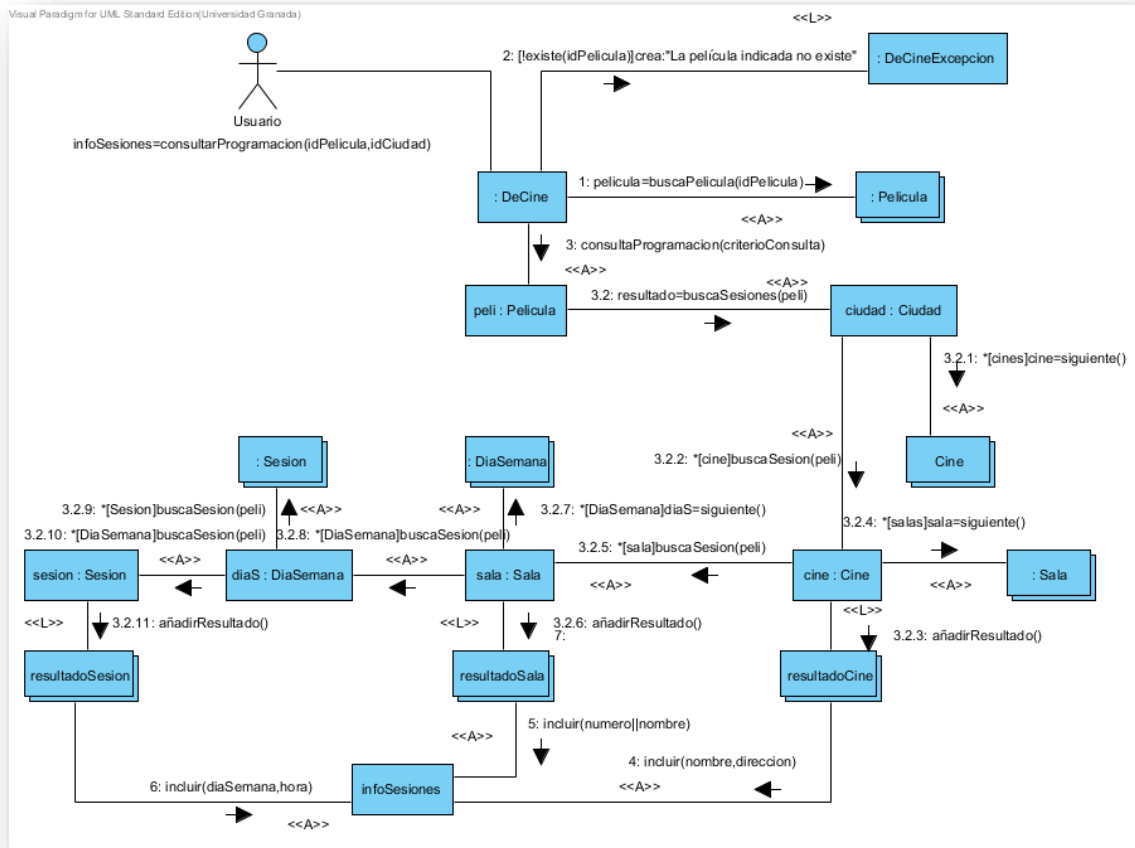 Visual Paradigm for UML Standard Edition(Universidad Granada)
<<L>>
2: [!existe(idPelicula)]crea:"La película indicada no existe"
: DeCineExcepcion
Usuario
infoSesiones=consultarProgramacion(idPelicula,idCiudad)
1: pelicula=buscaPelicula(idPelicula)
: DeCine
: Pelicula
<<A>>
3: consultaProgramacion(criterioConsulta)
<<A>>
<<A>>
3.2: resultado=buscaSesiones(peli)
peli : Pelicula
ciudad : Ciudad
3.2.1: *[cines]cine=siguiente()
<<A>>
<<A>>
3.2.2: *[cine]buscaSesion(peli)
: Sesion
: DiaSemana
Cine
3.2.9: *[Sesion]buscaSesion(peli)
<<A>>
<<A>>
3.2.7: *[DiaSemana]diaS=siguiente()
3.2.4: *[salas]sala=siguiente()
3.2.10: *[DiaSemana]buscaSesion(peli)
3.2.8: *[DiaSemana]buscaSesion(peli)
3.2.5: *[sala]buscaSesion(peli)
<<A>>
<<A>>
sesion : Sesion
diaS : DiaSemana
sala : Sala
<<A>>
cine : Cine
<<A>>
: Sala
<<L>>
<<L>>
3.2.11: añadirResultado()
<<L>>
3.2.6: añadirResultado()
7:
3.2.3: añadirResultado()
resultadoSesion
resultadoSala
resultadoCine
5: incluir(numero||nombre)
<<A>>
4: incluir(nombre,direccion)
6: incluir(diaSemana,hora)
infoSesiones
<<A>>
<<A>>